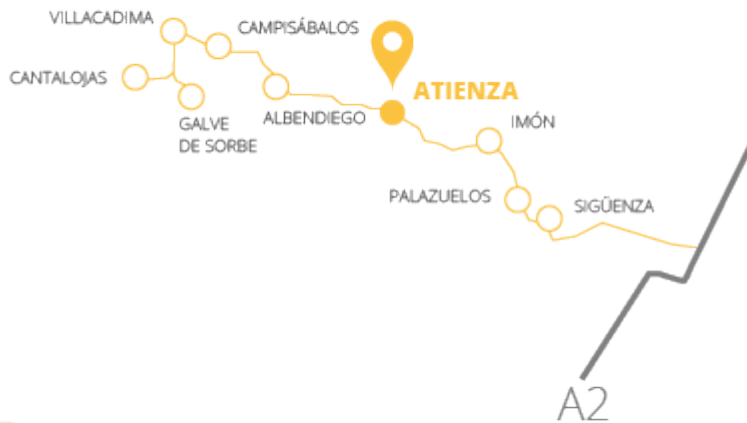 VILLACADIMA
CAMPISÁBALOS
CANTALOJAS
ATIENZA
GALVE
DE SORBE
ALBENDIEGO
IMÓN
PALAZUELOS
SIGÜENZA
A2